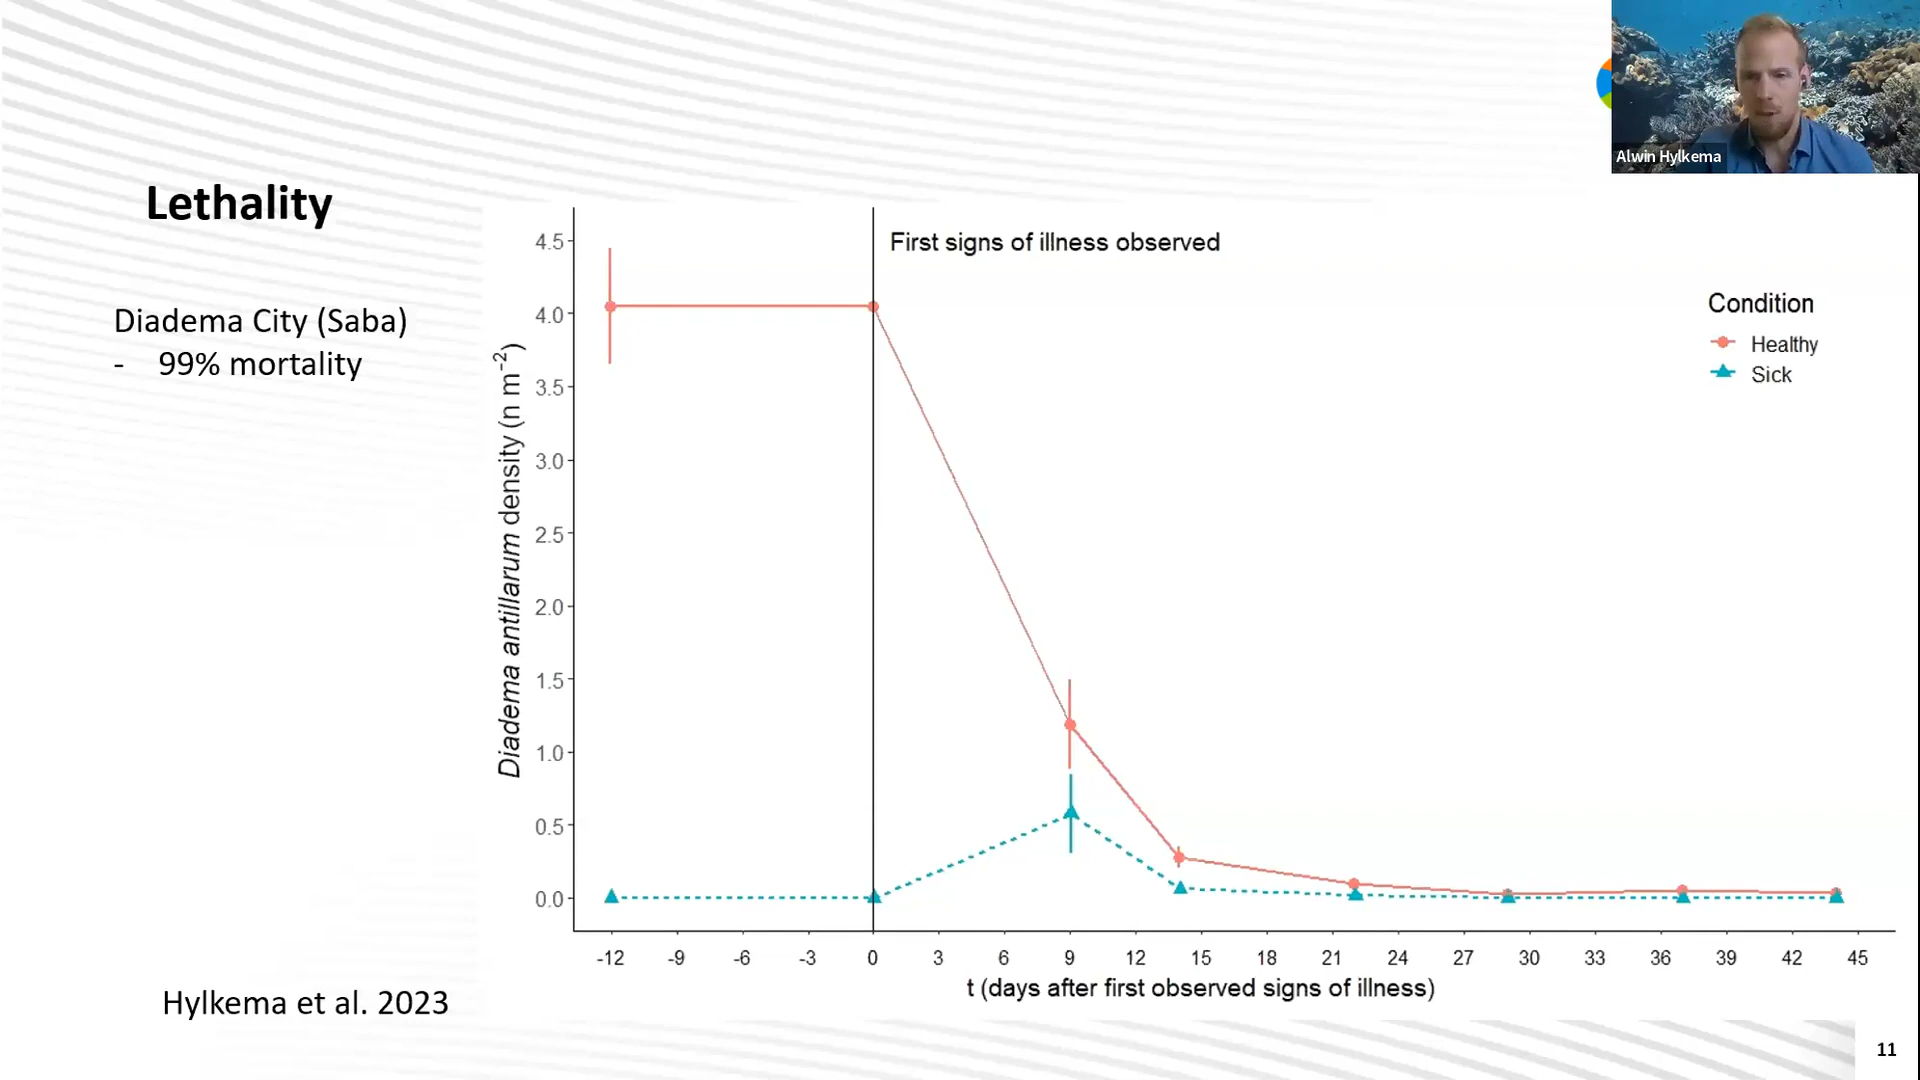 Alwin Hylkema
Lethality
Diadema City (Saba)
- 99% mortality
Hylkema et al. 2023
Diadema antillarum density (n m⁻²)
4.5
4.0
3.5
3.0
2.5
2.0
1.5
1.0
0.5
0.0
First signs of illness observed
Condition
Healthy
Sick
-12 -9 -6 -3 0 3 6 9 12 15 18 21 24 27 30 33 36 39 42 45
t (days after first observed signs of illness)
11